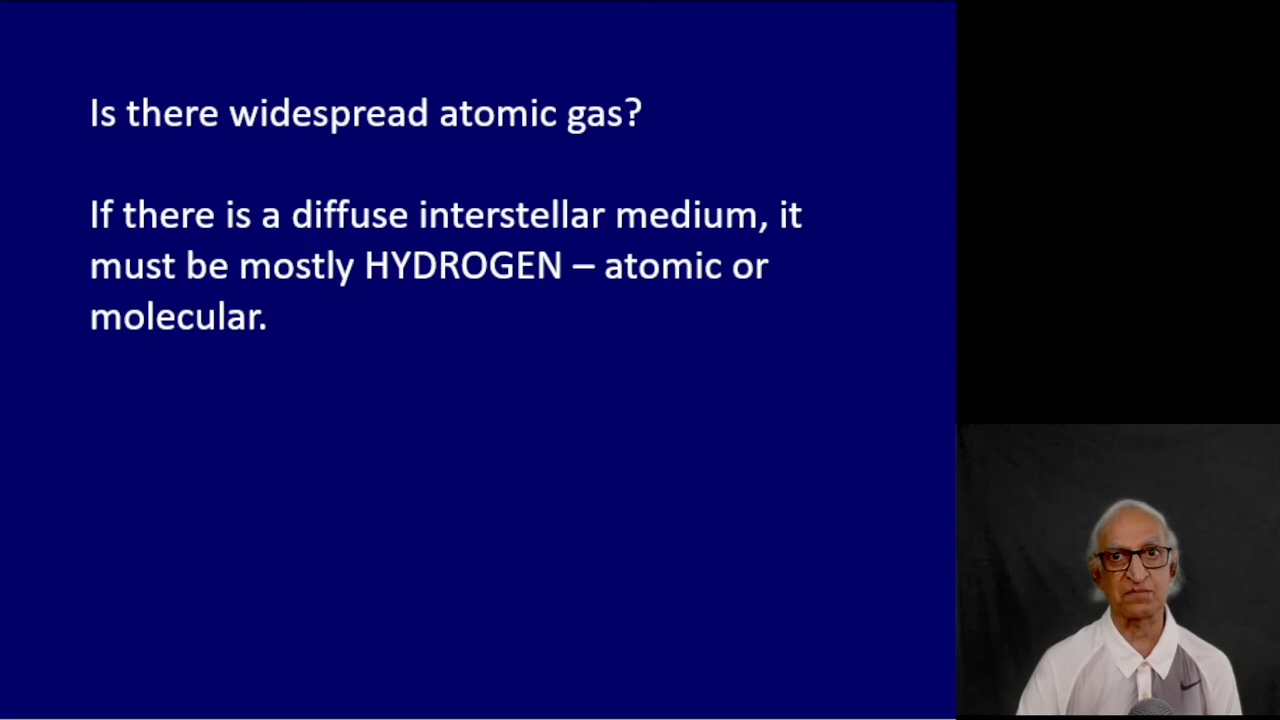 Is there widespread atomic gas?
If there is a diffuse interstellar medium, it
must be mostly HYDROGEN – atomic or
molecular.